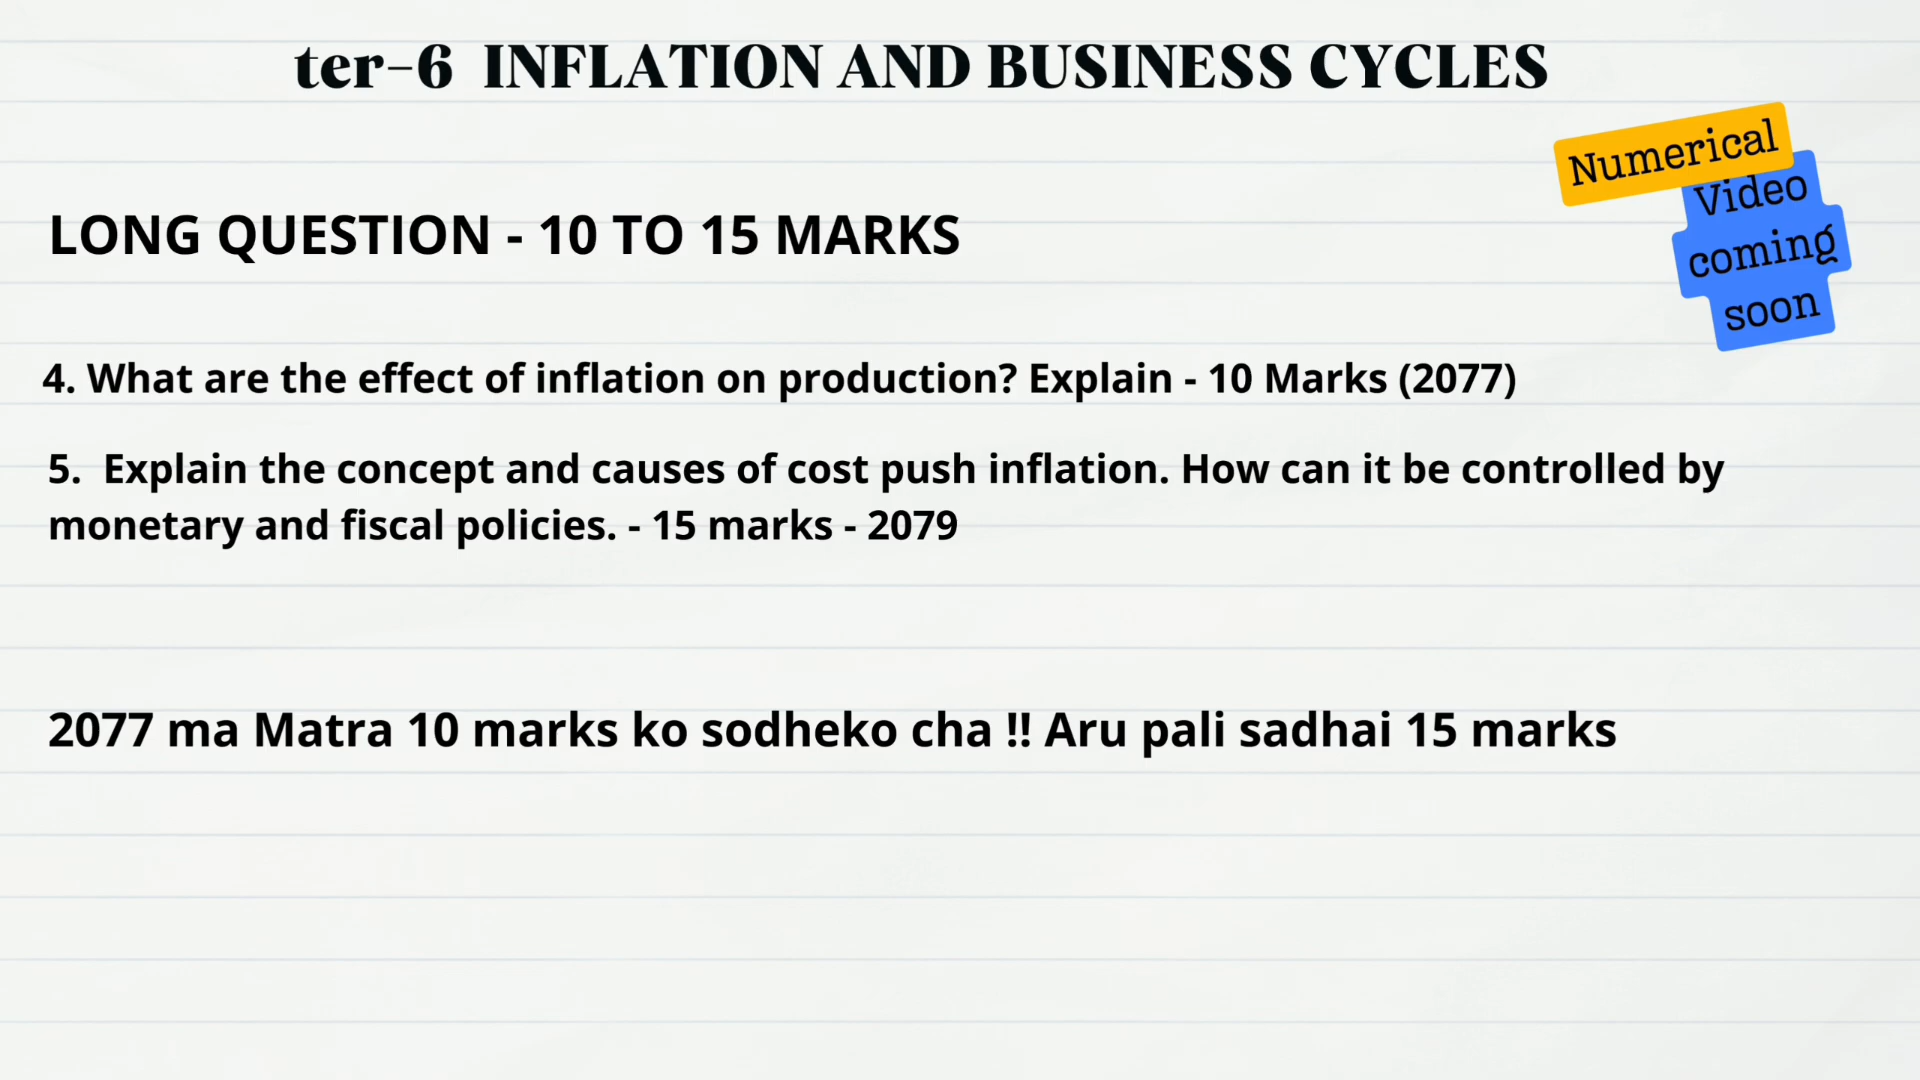 ter-6 INFLATION AND BUSINESS CYCLES
Numerical
Video
coming
soon
LONG QUESTION - 10 TO 15 MARKS
4. What are the effect of inflation on production? Explain - 10 Marks (2077)
5. Explain the concept and causes of cost push inflation. How can it be controlled by
monetary and fiscal policies. - 15 marks - 2079
2077 ma Matra 10 marks ko sodheko cha !! Aru pali sadhai 15 marks